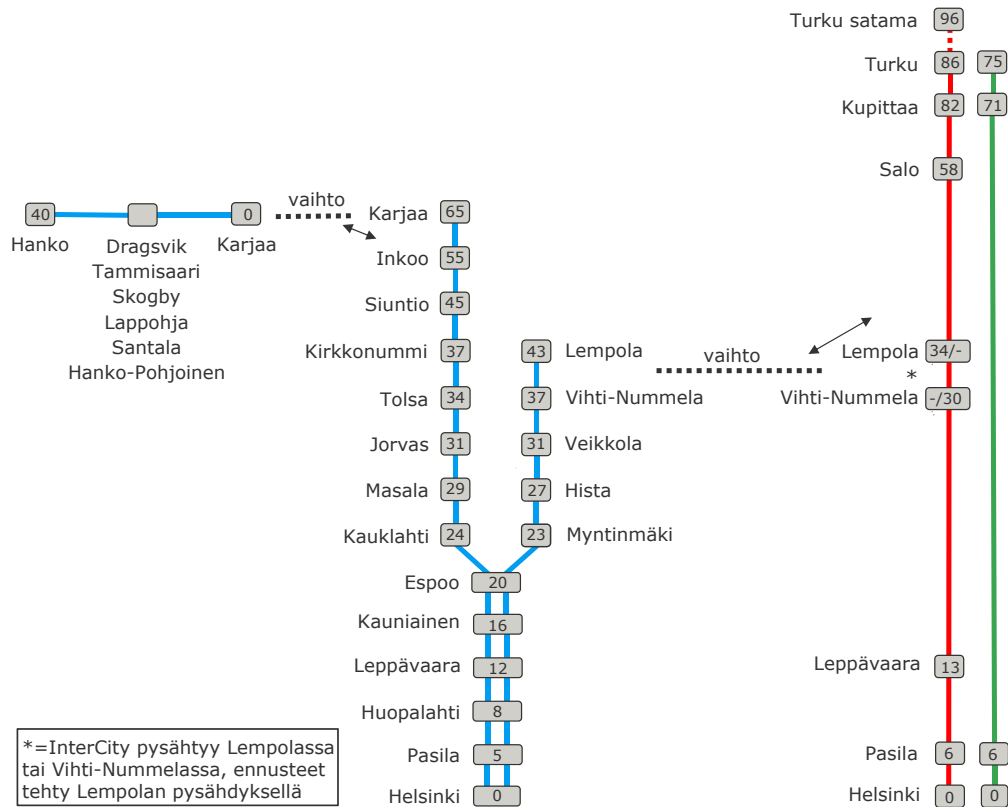 Turku satama 96
Turku 86 75
Kupittaa 82 71
Salo 58
40 0
vaihto
Hanko
Dragsvik
Tammisaari
Skogby
Lappohja
Santala
Hanko-Pohjoinen
Karjaa
Karjaa 65
Inkoo 55
Siuntio 45
Kirkkonummi 37
Tolsa 34
Jorvas 31
Masala 29
Kauklahti 24
43 Lempola
37 Vihti-Nummela
31 Veikkola
27 Hista
23 Myntinmäki
vaihto
Lempola 34/-
*
Vihti-Nummela -/30
Espoo 20
Kauniainen 16
Leppävaara 12
Huopalahti 8
Pasila 5
Helsinki 0
Leppävaara 13
Pasila 6 6
Helsinki 0 0
*=InterCity pysähtyy Lempolassa
tai Vihti-Nummelassa, ennusteet
tehty Lempolan pysähdyksellä